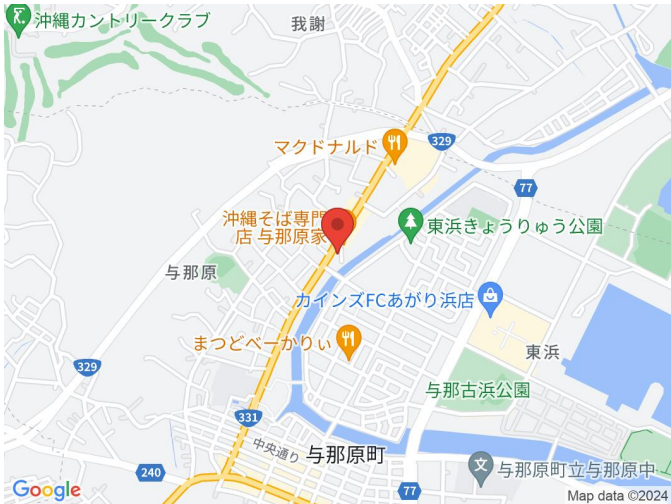 沖縄カントリークラブ
我謝
マクドナルド
329
77
沖縄そば専門
店 与那原家
東浜きょうりゅう公園
与那原
カインズFCあがり浜店
まつどべーかりぃ
東浜
329
与那古浜公園
331
中央通り
与那原町
240
77
与那原町立与那原中
Google
Map data ©2024